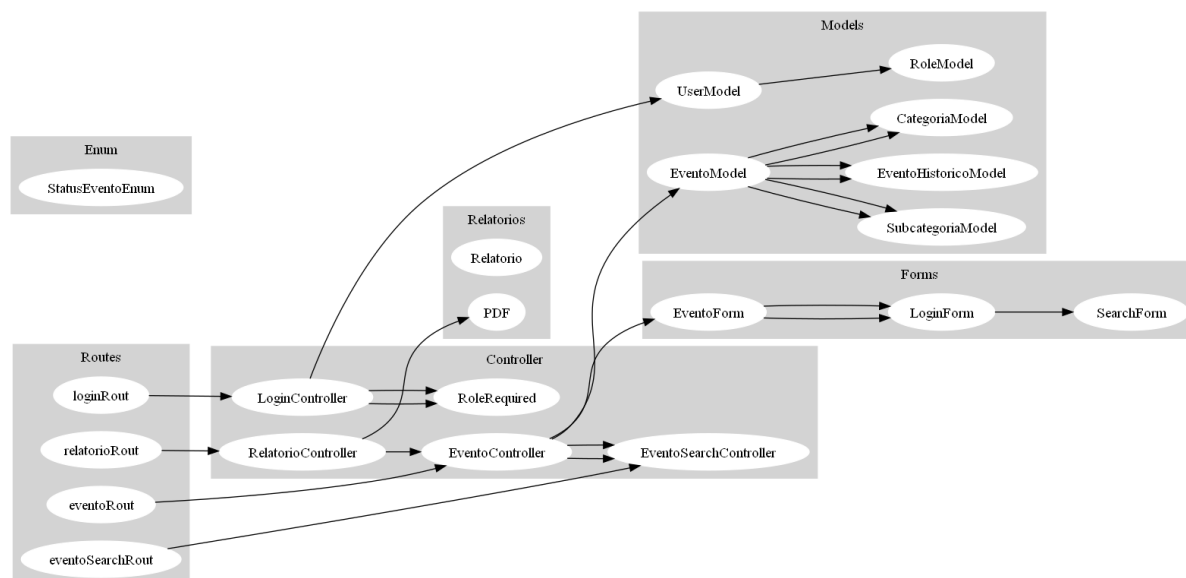 Models
RoleModel
UserModel
CategoriaModel
EventoModel
EventoHistoricoModel
SubcategoriaModel
Enum
StatusEventoEnum
Relatorios
Relatorio
PDF
Forms
EventoForm
LoginForm
SearchForm
Routes
loginRout
relatorioRout
eventoRout
eventoSearchRout
Controller
LoginController
RoleRequired
RelatorioController
EventoController
EventoSearchController